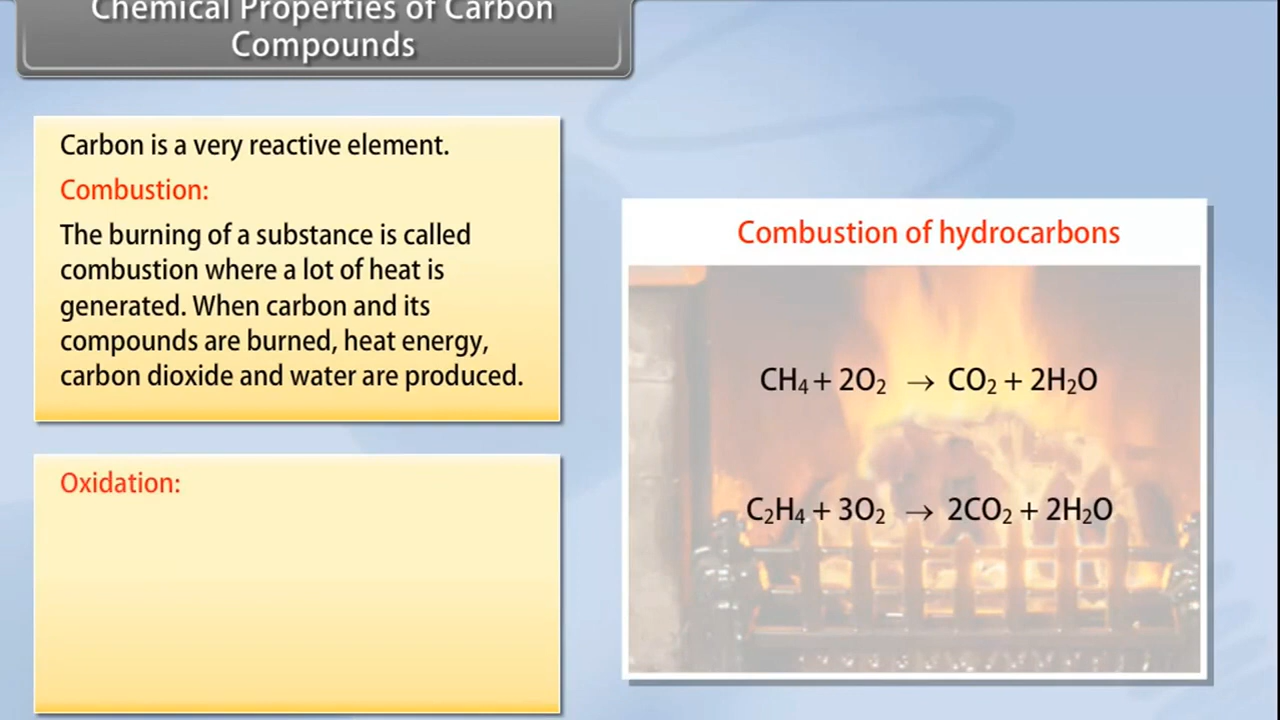 Chemical Properties of Carbon
Compounds
Carbon is a very reactive element.
Combustion:
The burning of a substance is called
combustion where a lot of heat is
generated. When carbon and its
compounds are burned, heat energy,
carbon dioxide and water are produced.
Oxidation:
Combustion of hydrocarbons
CH₄ + 2O₂ → CO₂ + 2H₂O
C₂H₄ + 3O₂ → 2CO₂ + 2H₂O